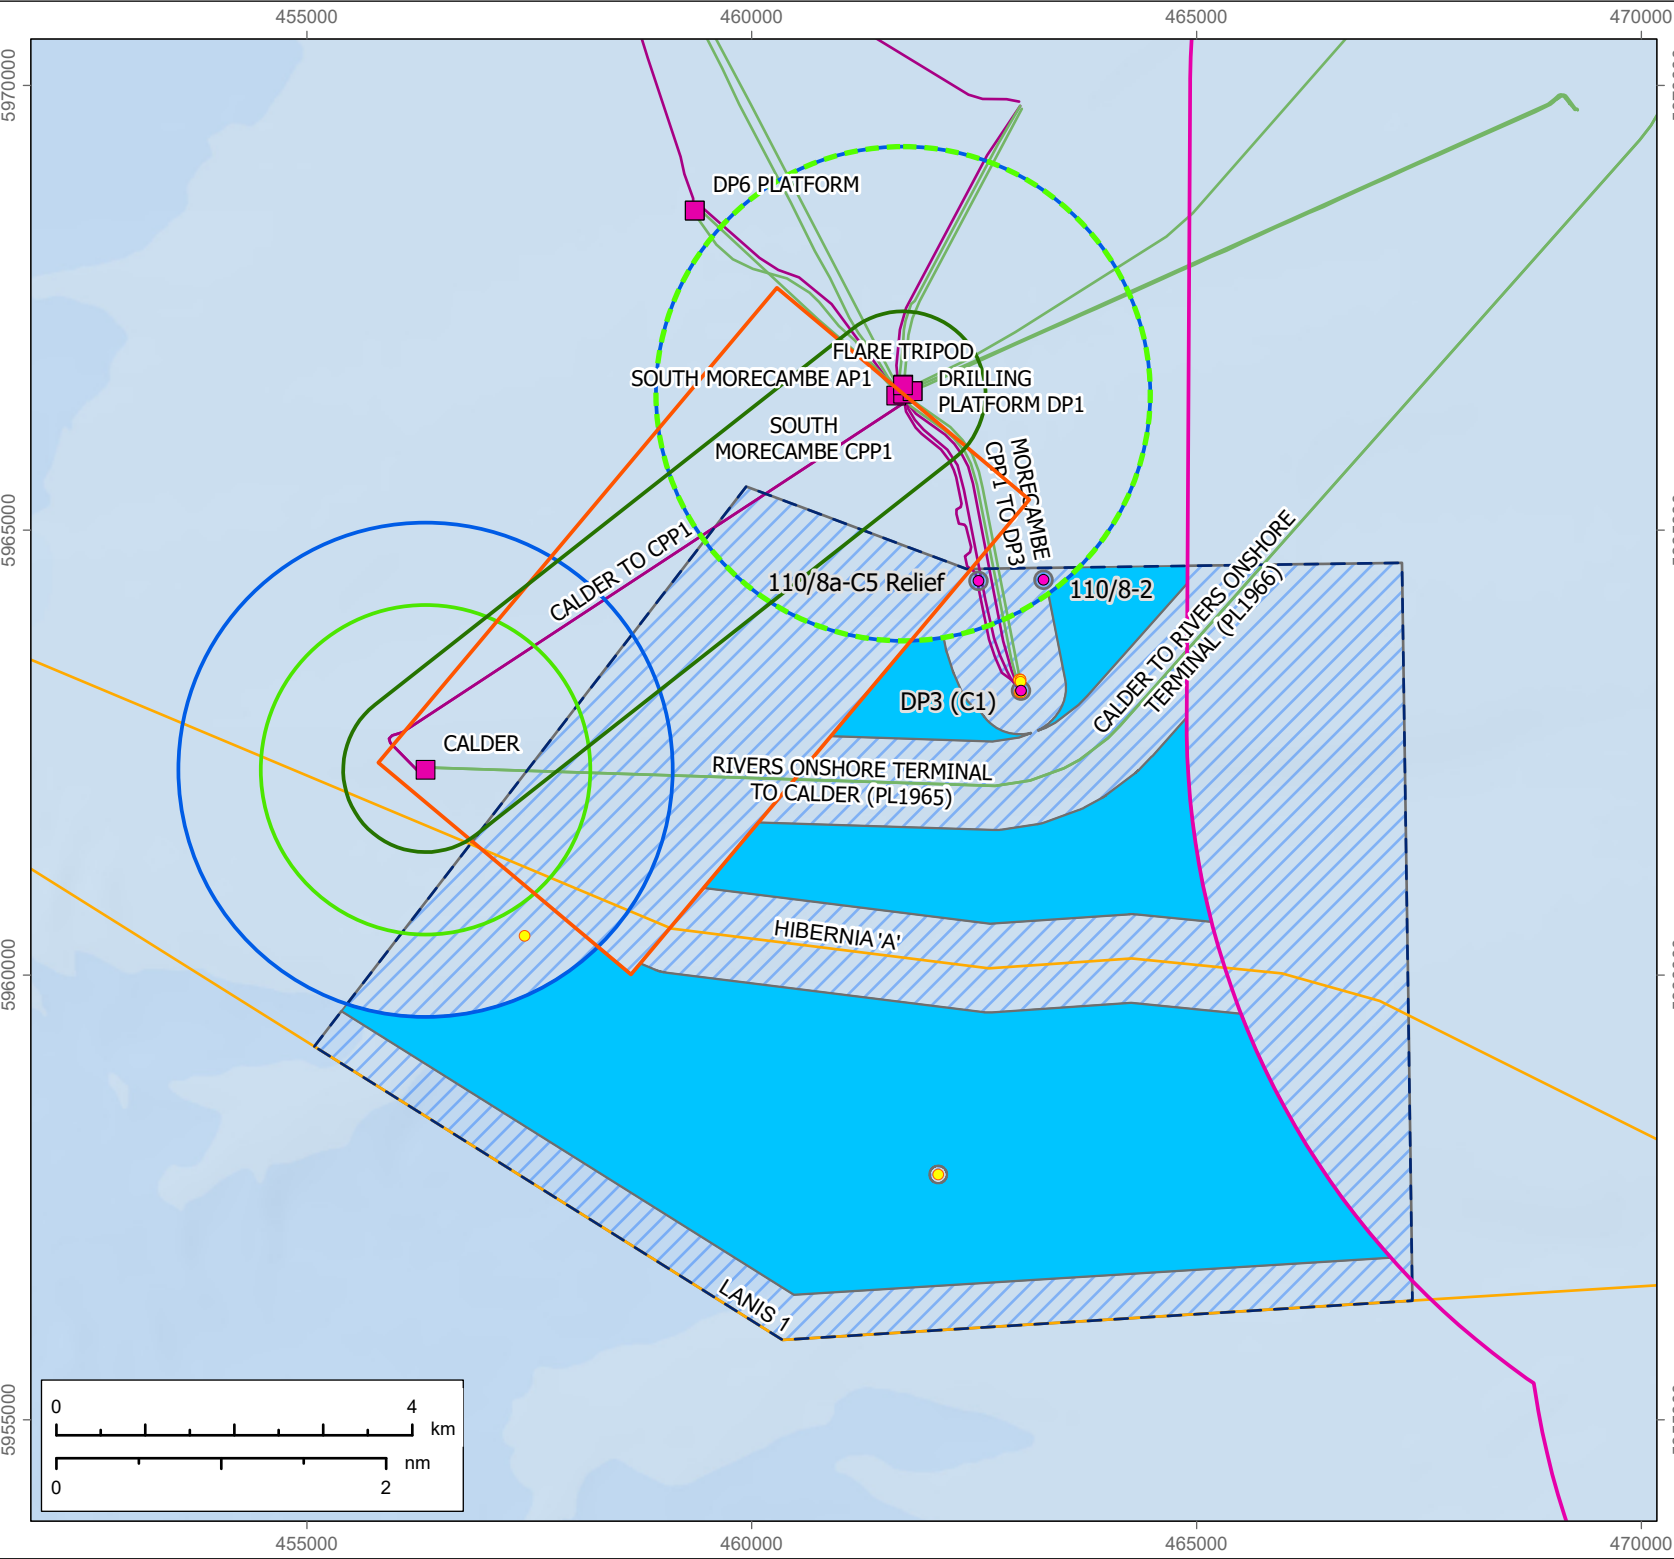 455000
460000
465000
470000
5970000
5965000
5960000
5955000
DP6 PLATFORM
FLARE TRIPOD
SOUTH MORECAMBE AP1
DRILLING
PLATFORM DP1
SOUTH
MORECAMBE CPP1
MORECAMBE
CPP1 TO DP3
CALDER TO CPP1
110/8a-C5 Relief
110/8-2
DP3 (C1)
CALDER TO RIVERS ONSHORE
TERMINAL (PL1966)
CALDER
RIVERS ONSHORE TERMINAL
TO CALDER (PL1965)
HIBERNIA 'A'
LANIS 1
0
4
km
nm
0
2
455000
460000
465000
470000